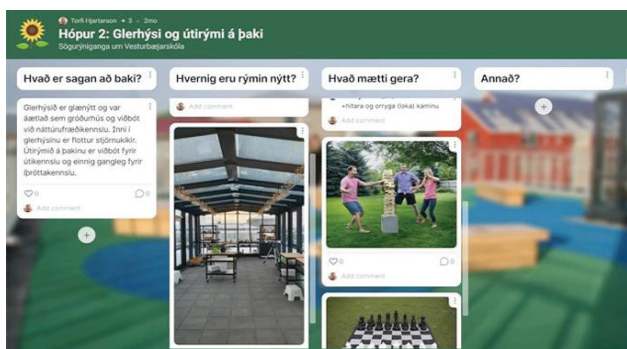 Torfi Hjartarson • 3 • 2mo
Hópur 2: Glerhýsi og útirými á þaki
Sögurýniganga um Vesturbæjarskóla
Hvað er sagan að baki?
Glerhýsið er glænýtt og var
áætlað sem gróðurhús og viðbót
við náttúrufræðikennslu. Inni í
glerhýsinu er flottur stjörnukíkir.
Útirýmið á þakinu er viðbót fyrir
útikennslu og einnig gangleg fyrir
íþróttakennslu.
0
0
Add comment
Hvernig eru rýmin nýtt?
Add comment
Hvað mætti gera?
+hitara og orryga (loka) kamínu
Add comment
0
0
Add comment
Annað?